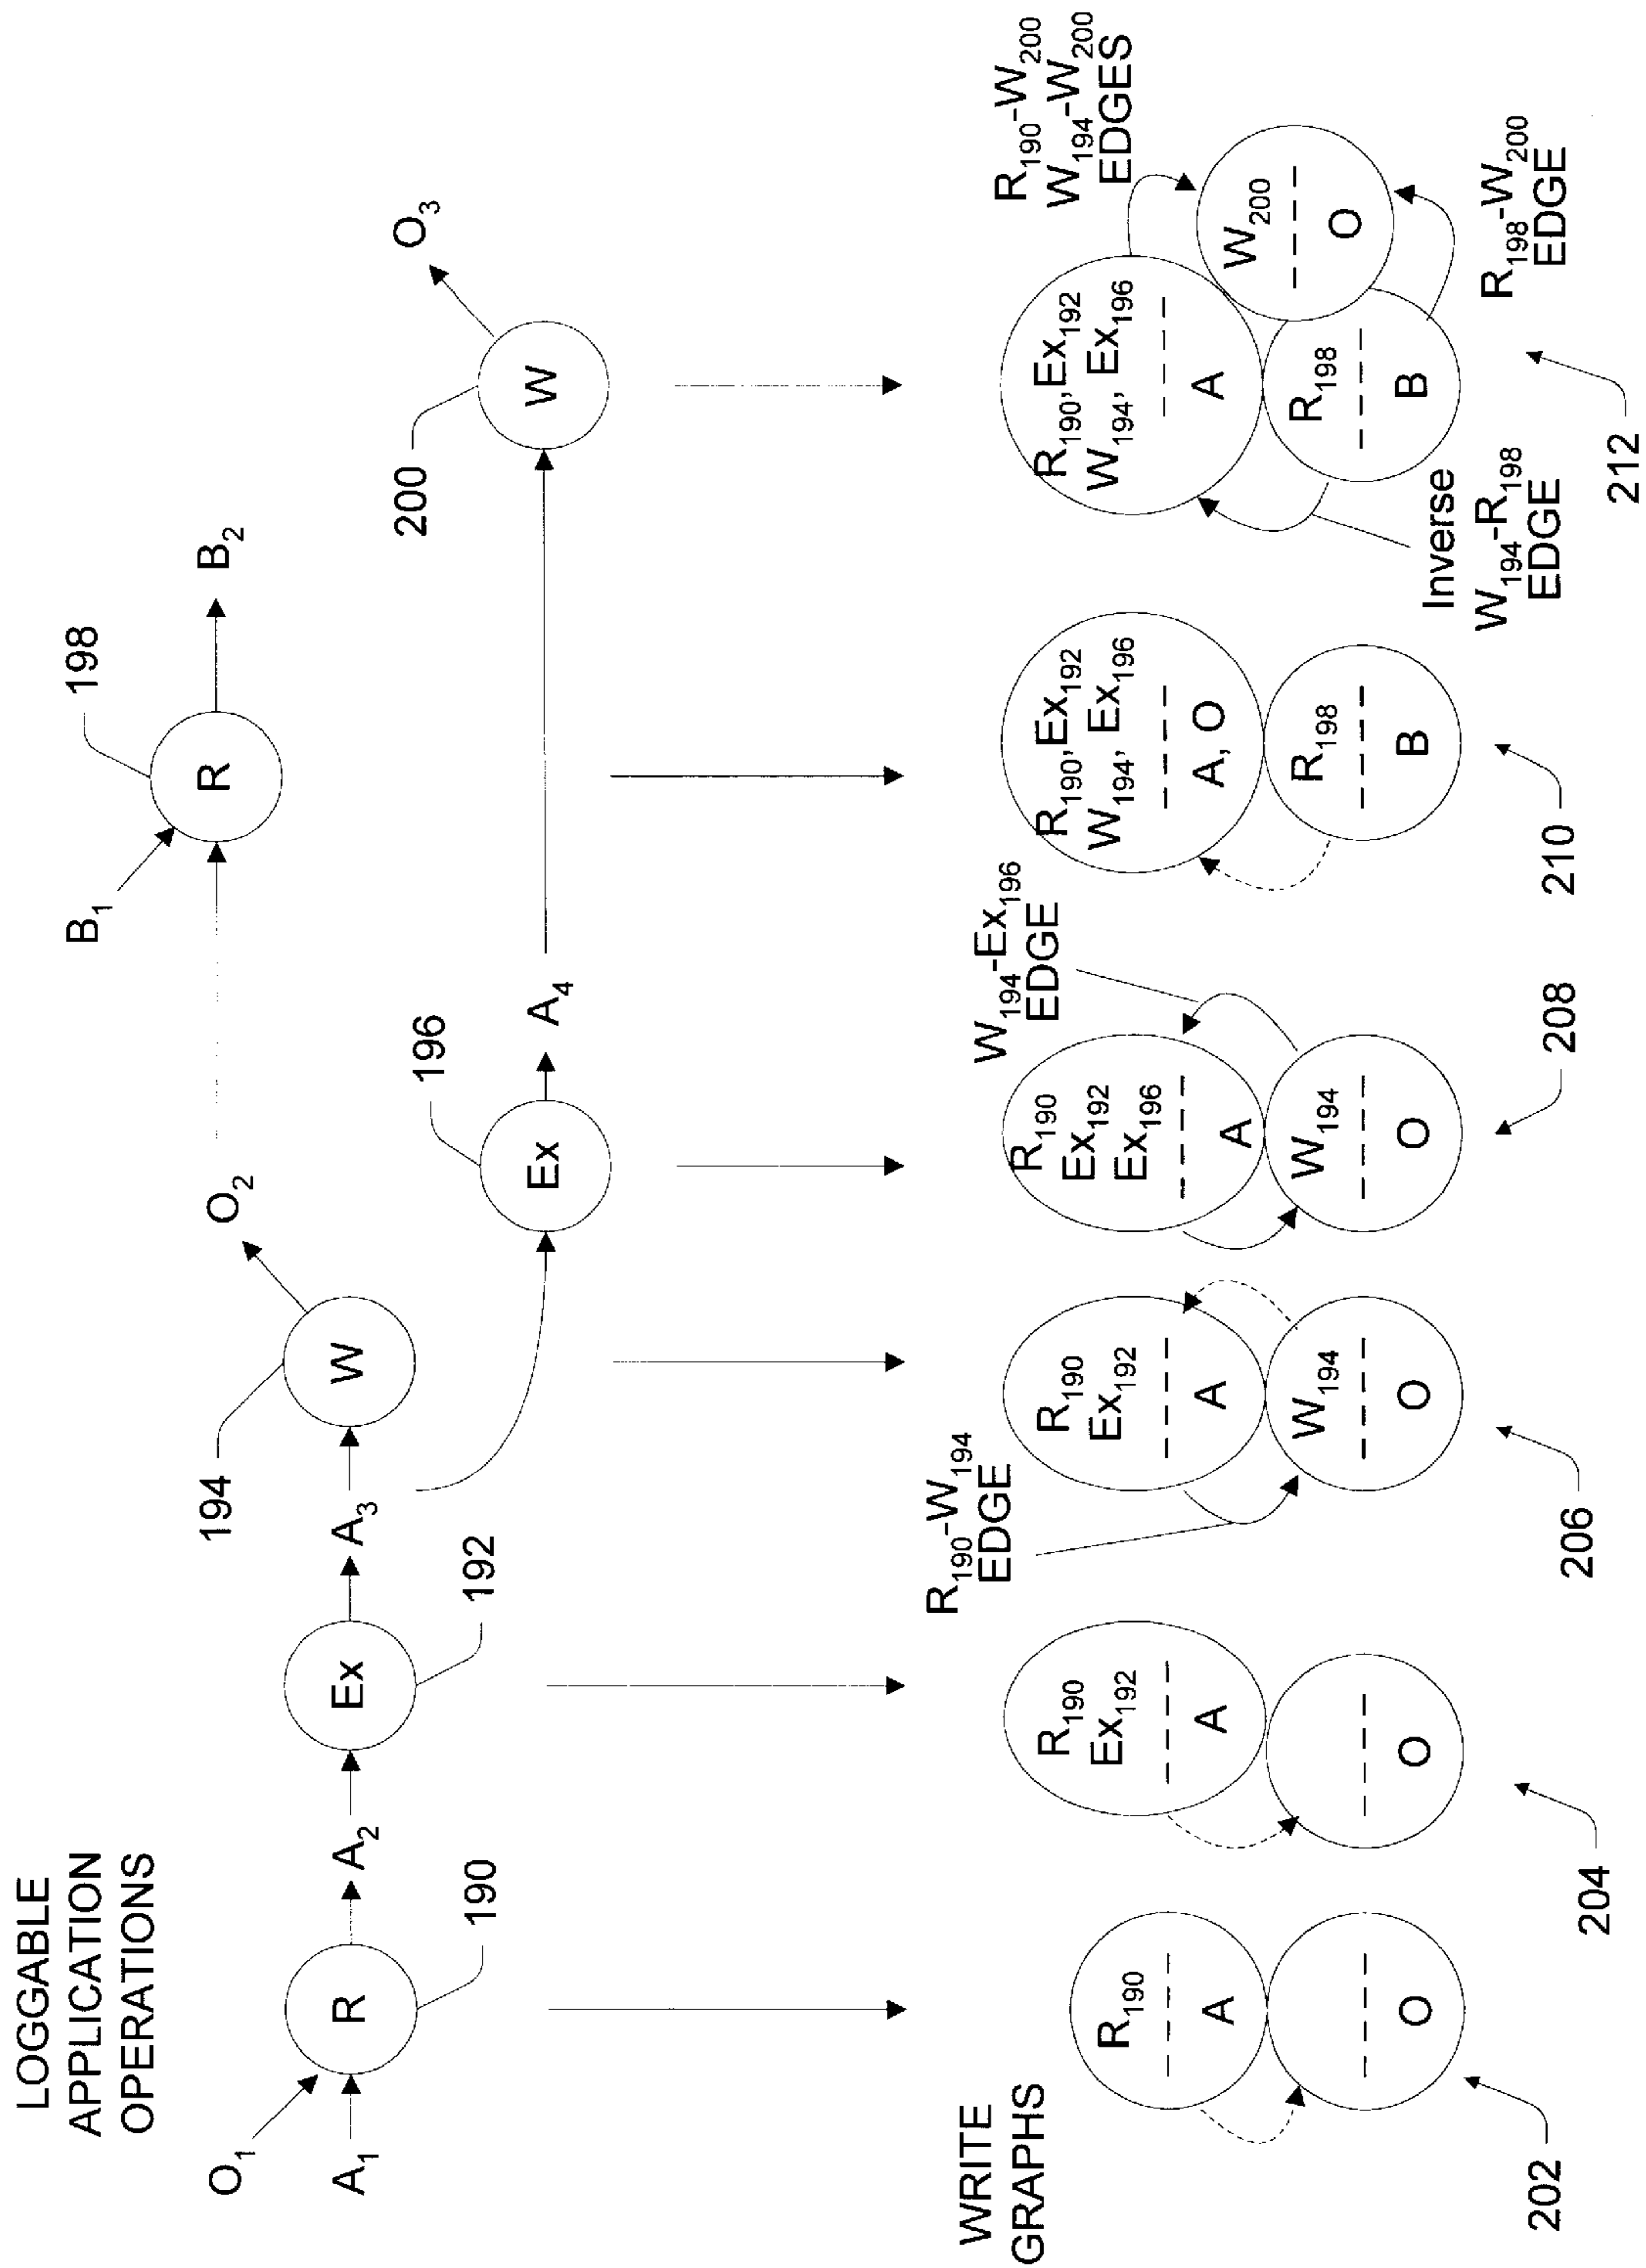 LOGGABLE
APPLICATION
OPERATIONS
O₁
A₁
R
190
A₂
Ex
192
A₃
W
194
O₂
Ex
196
A₄
B₁
R
198
B₂
W
200
O₃
WRITE
GRAPHS
R₁₉₀
A
O
202
R₁₉₀
Ex₁₉₂
A
O
204
R₁₉₀-W₁₉₄
EDGE
R₁₉₀
Ex₁₉₂
A
W₁₉₄
O
206
W₁₉₄-Ex₁₉₆
EDGE
R₁₉₀
Ex₁₉₂
Ex₁₉₆
A
W₁₉₄
O
208
R₁₉₀, Ex₁₉₂
W₁₉₄, Ex₁₉₆
A, O
R₁₉₈
B
210
R₁₉₀-W₂₀₀
W₁₉₄-W₂₀₀
EDGES
R₁₉₀, Ex₁₉₂
W₁₉₄, Ex₁₉₆
A
W₂₀₀
O
R₁₉₈
B
Inverse
W₁₉₄-R₁₉₈
EDGE
R₁₉₈-W₂₀₀
EDGE
212